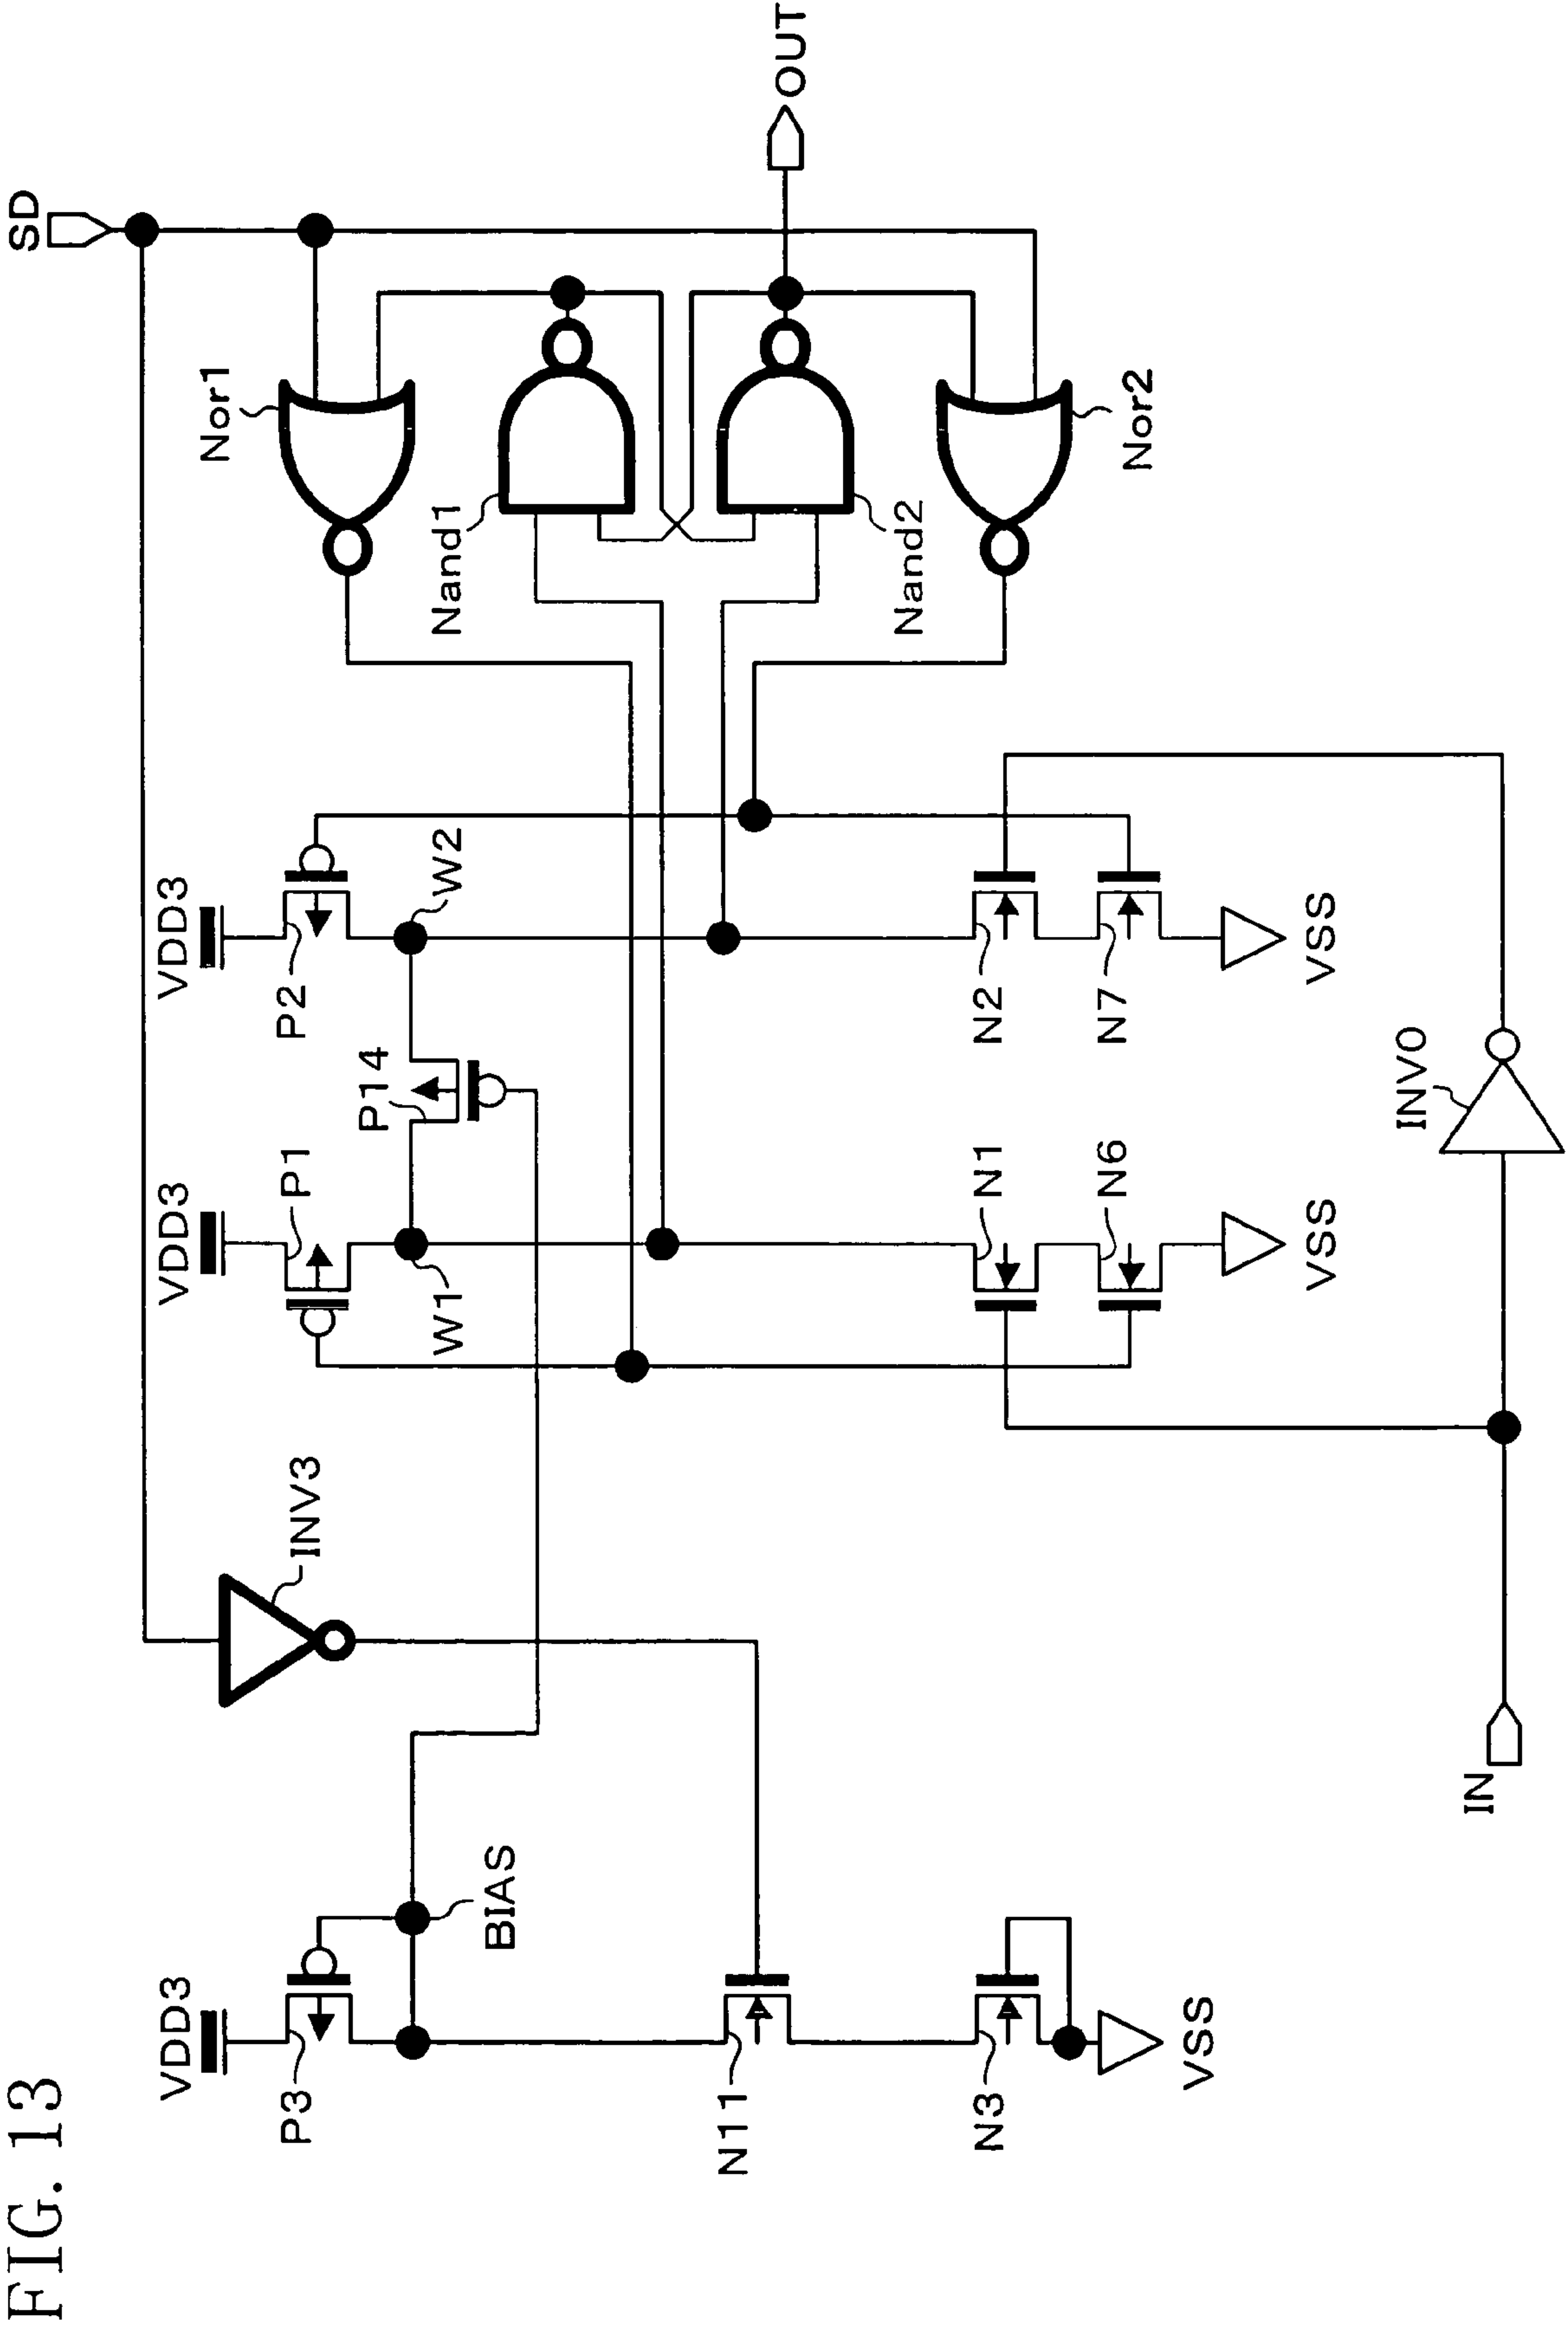 FIG. 13
SD
VDD3
VDD3
VDD3
P3
INV3
P1
P14
P2
Nor1
W1
W2
BIAS
Nand1
OUT
Nand2
N11
N3
N1
N2
Nor2
N6
N7
VSS
VSS
VSS
INV0
IN